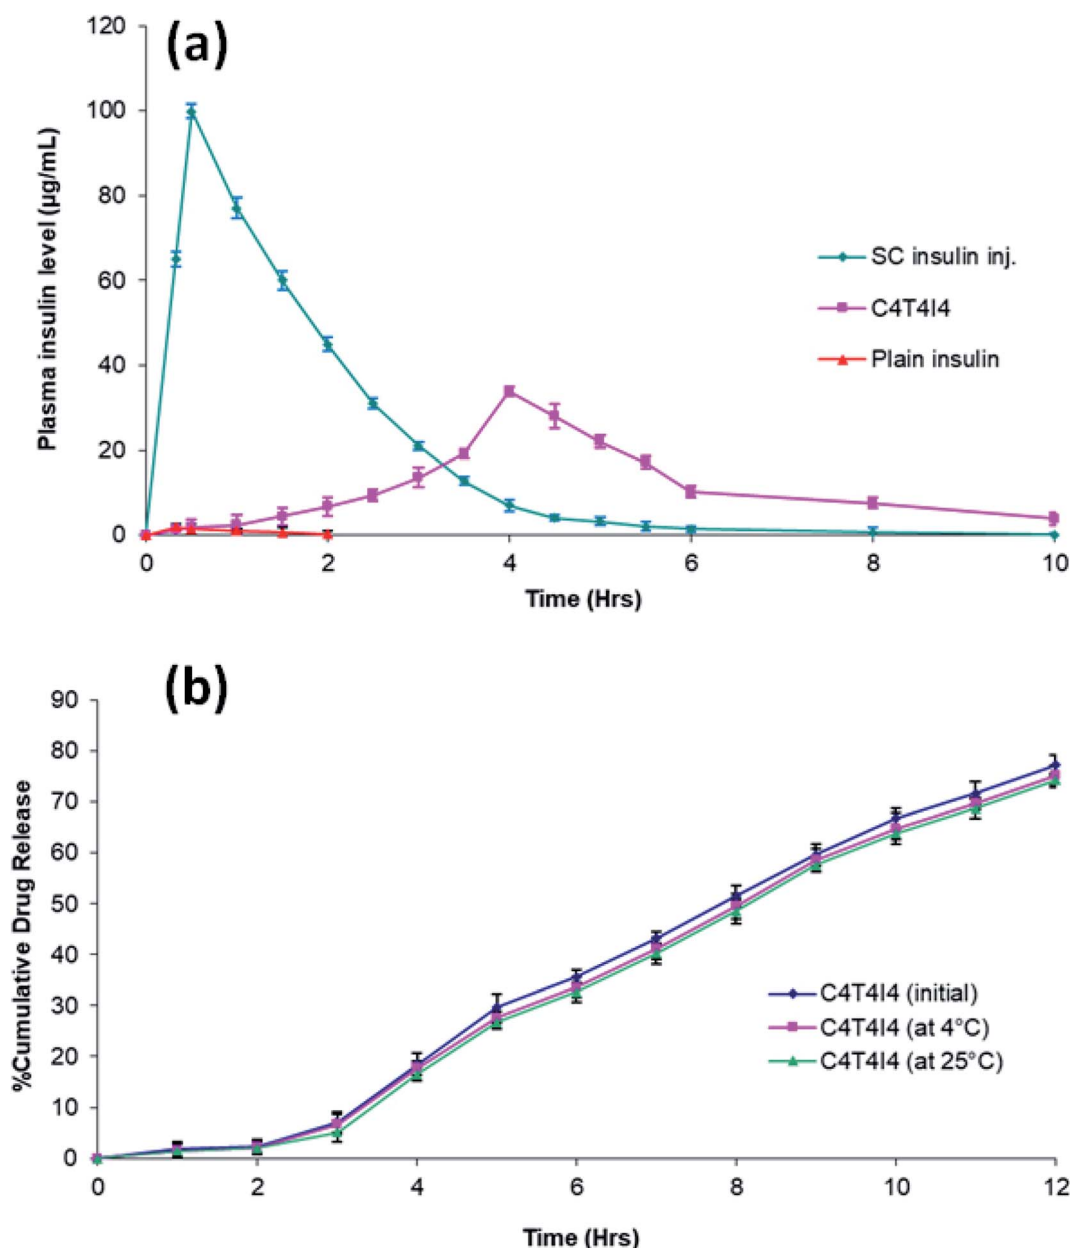 (a)
Plasma insulin level (µg/mL)
120
100
80
60
40
20
0
SC insulin inj.
C4T4I4
Plain insulin
0 2 4 6 8 10
Time (Hrs)
(b)
%Cumulative Drug Release
90
80
70
60
50
40
30
20
10
0
C4T4I4 (initial)
C4T4I4 (at 4°C)
C4T4I4 (at 25°C)
0 2 4 6 8 10 12
Time (Hrs)